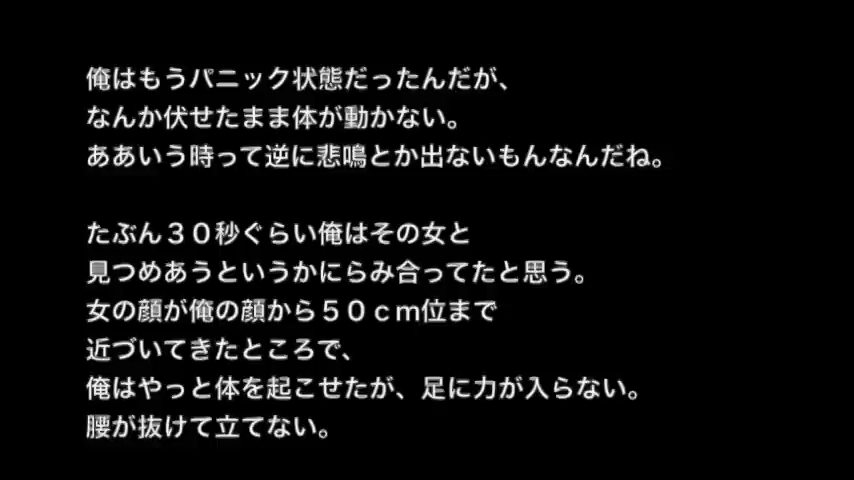 俺はもうパニック状態だったんだが、
なんか伏せたまま体が動かない。
ああいう時って逆に悲鳴とか出ないもんなんだね。
たぶん３０秒ぐらい俺はその女と
見つめあうというかにらみ合ってたと思う。
女の顔が俺の顔から５０ｃｍ位まで
近づいてきたところで、
俺はやっと体を起こせたが、足に力が入らない。
腰が抜けて立てない。